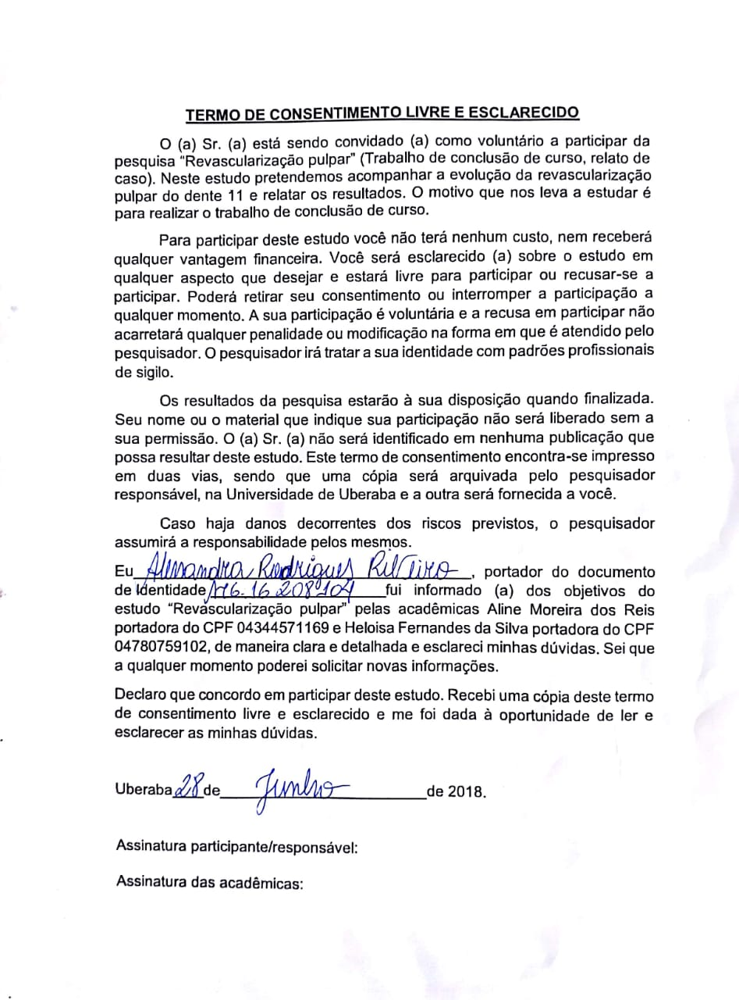 TERMO DE CONSENTIMENTO LIVRE E ESCLARECIDO
O (a) Sr. (a) está sendo convidado (a) como voluntário a participar da
pesquisa “Revascularização pulpar” (Trabalho de conclusão de curso, relato de
caso). Neste estudo pretendemos acompanhar a evolução da revascularização
pulpar do dente 11 e relatar os resultados. O motivo que nos leva a estudar é
para realizar o trabalho de conclusão de curso.
Para participar deste estudo você não terá nenhum custo, nem receberá
qualquer vantagem financeira. Você será esclarecido (a) sobre o estudo em
qualquer aspecto que desejar e estará livre para participar ou recusar-se a
participar. Poderá retirar seu consentimento ou interromper a participação a
qualquer momento. A sua participação é voluntária e a recusa em participar não
acarretará qualquer penalidade ou modificação na forma em que é atendido pelo
pesquisador. O pesquisador irá tratar a sua identidade com padrões profissionais
de sigilo.
Os resultados da pesquisa estarão à sua disposição quando finalizada.
Seu nome ou o material que indique sua participação não será liberado sem a
sua permissão. O (a) Sr. (a) não será identificado em nenhuma publicação que
possa resultar deste estudo. Este termo de consentimento encontra-se impresso
em duas vias, sendo que uma cópia será arquivada pelo pesquisador
responsável, na Universidade de Uberaba e a outra será fornecida a você.
Caso haja danos decorrentes dos riscos previstos, o pesquisador
assumirá a responsabilidade pelos mesmos.
Eu Alessandra Rodrigues Ribeiro, portador do documento
de Identidade fui informado (a) dos objetivos do
estudo “Revascularização pulpar” pelas acadêmicas Aline Moreira dos Reis
portadora do CPF 04344571169 e Heloisa Fernandes da Silva portadora do CPF
04780759102, de maneira clara e detalhada e esclareci minhas dúvidas. Sei que
a qualquer momento poderei solicitar novas informações.
Declaro que concordo em participar deste estudo. Recebi uma cópia deste termo
de consentimento livre e esclarecido e me foi dada à oportunidade de ler e
esclarecer as minhas dúvidas.
Uberaba 28 de Junho de 2018.
Assinatura participante/responsável:
Assinatura das acadêmicas: